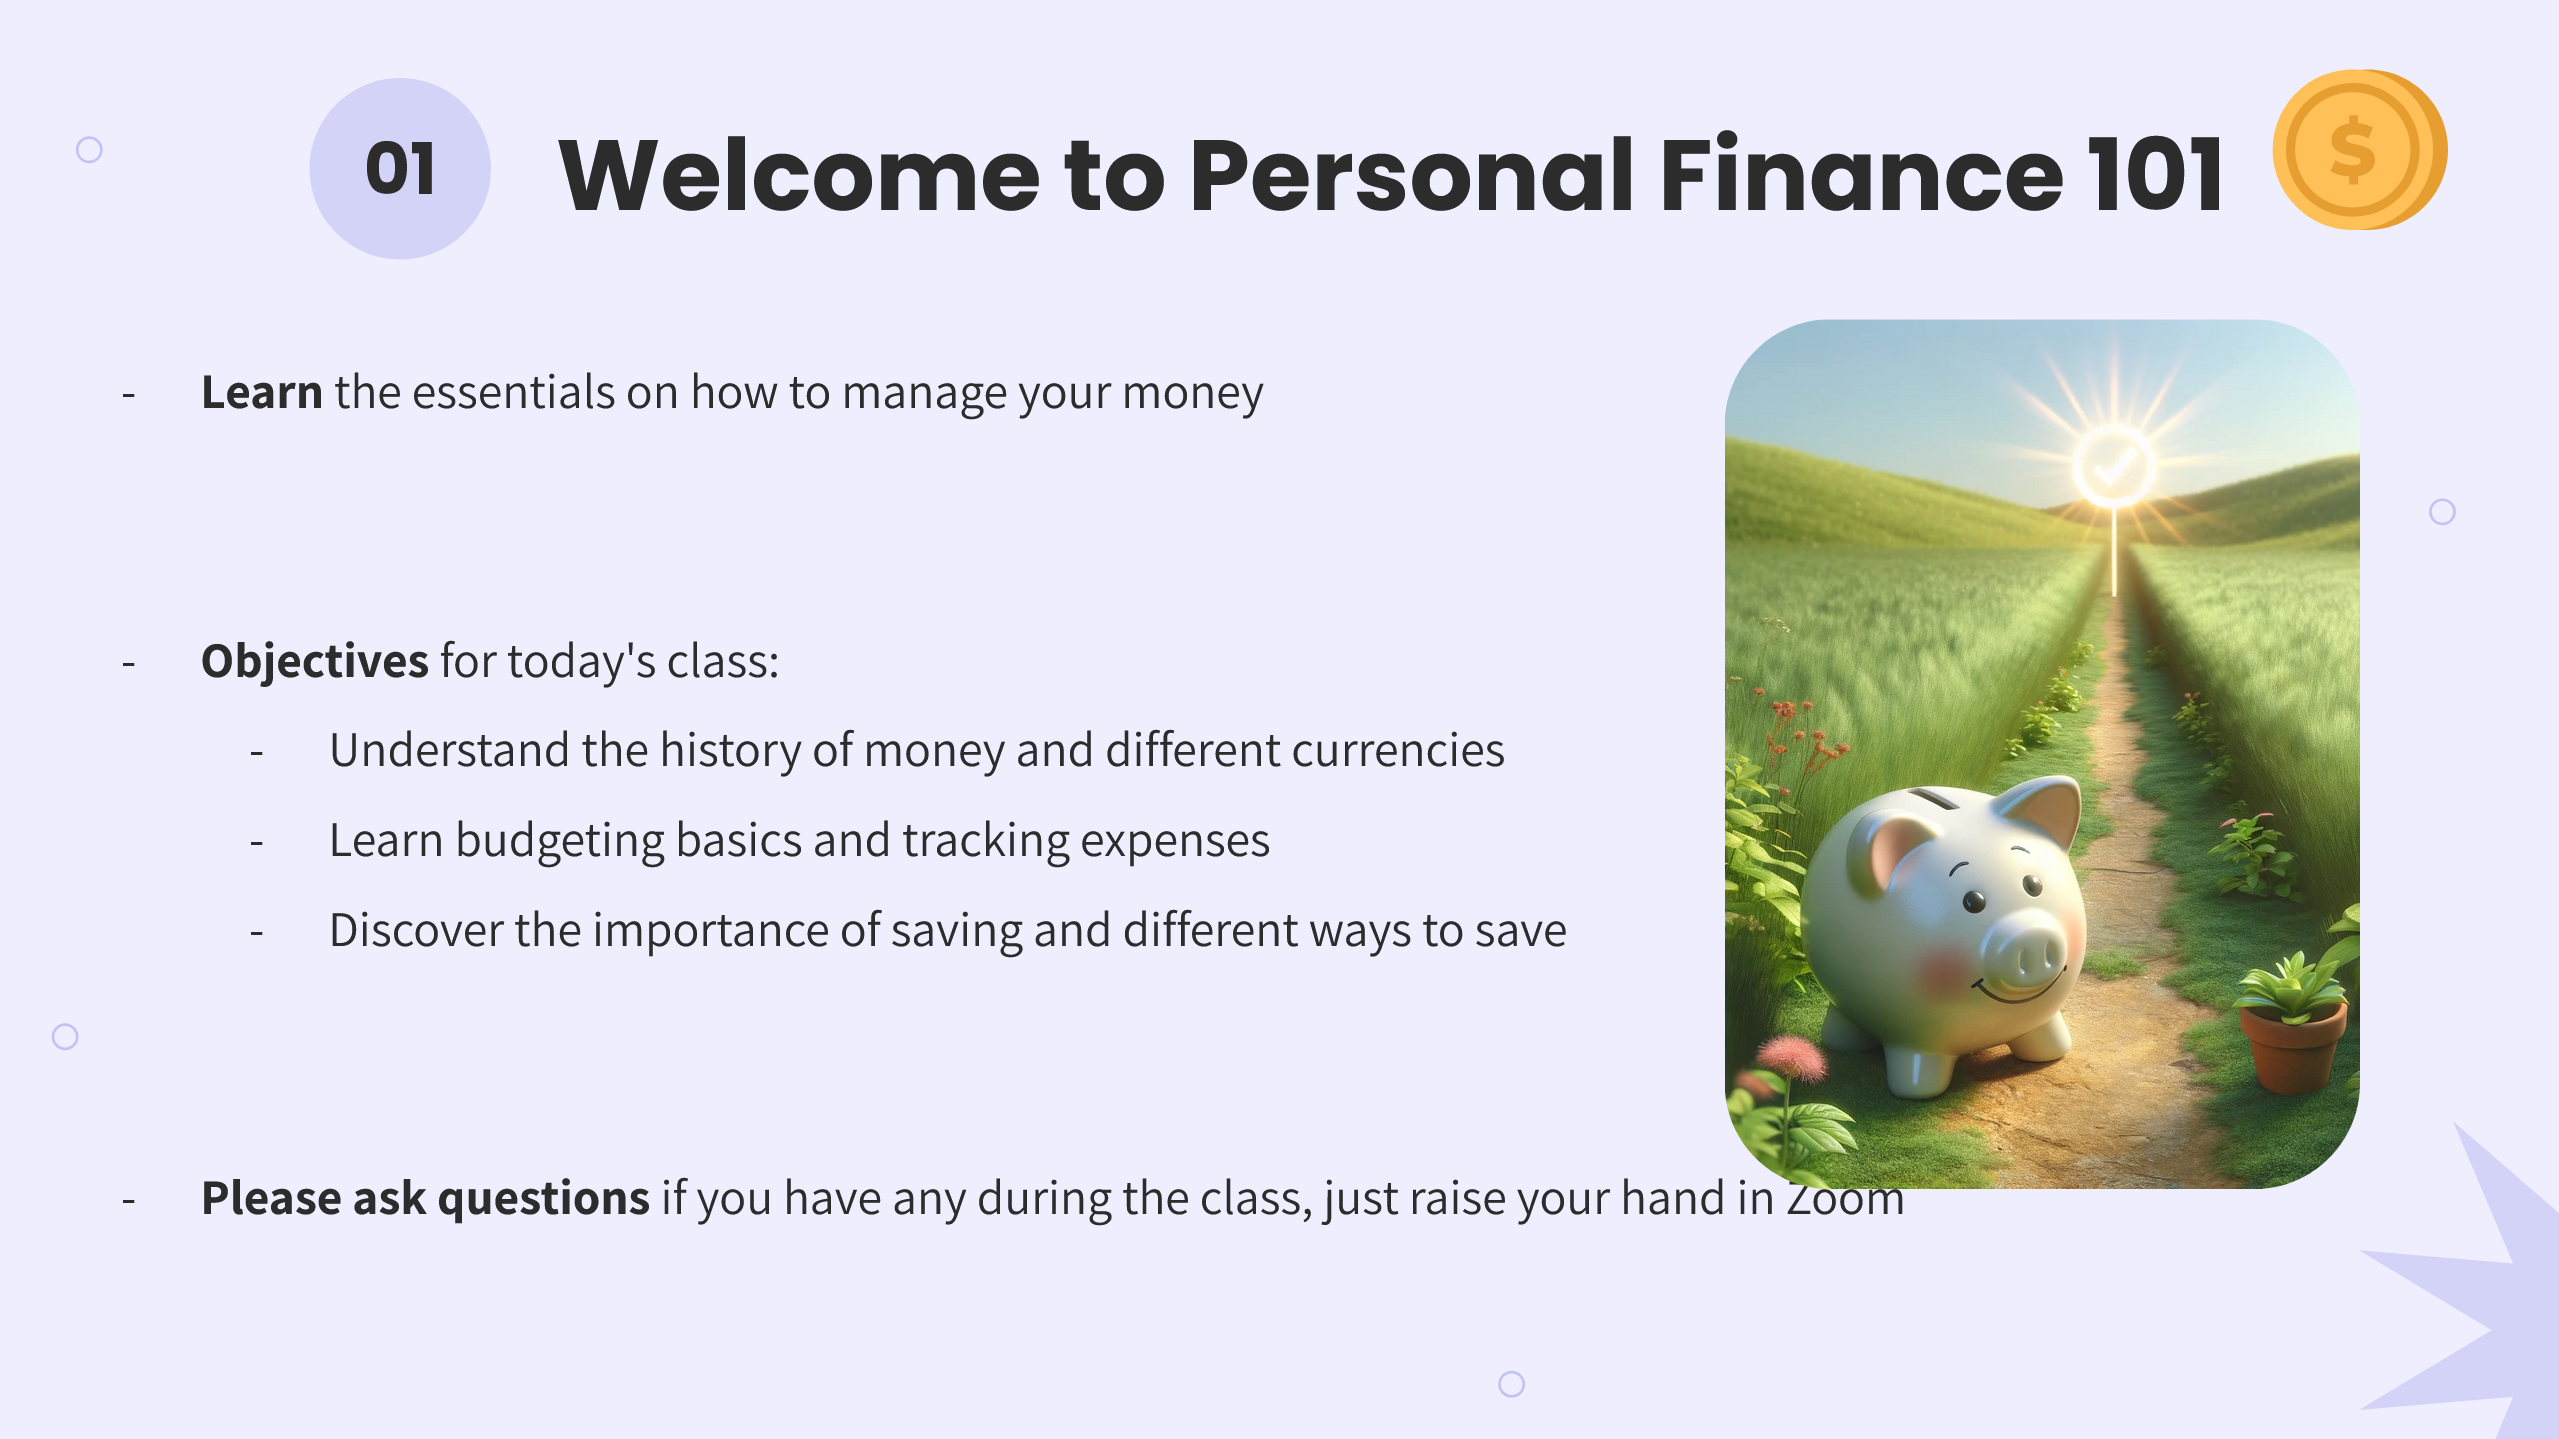 01
Welcome to Personal Finance 101
$
- Learn the essentials on how to manage your money
- Objectives for today's class:
- Understand the history of money and different currencies
- Learn budgeting basics and tracking expenses
- Discover the importance of saving and different ways to save
- Please ask questions if you have any during the class, just raise your hand in Zoom